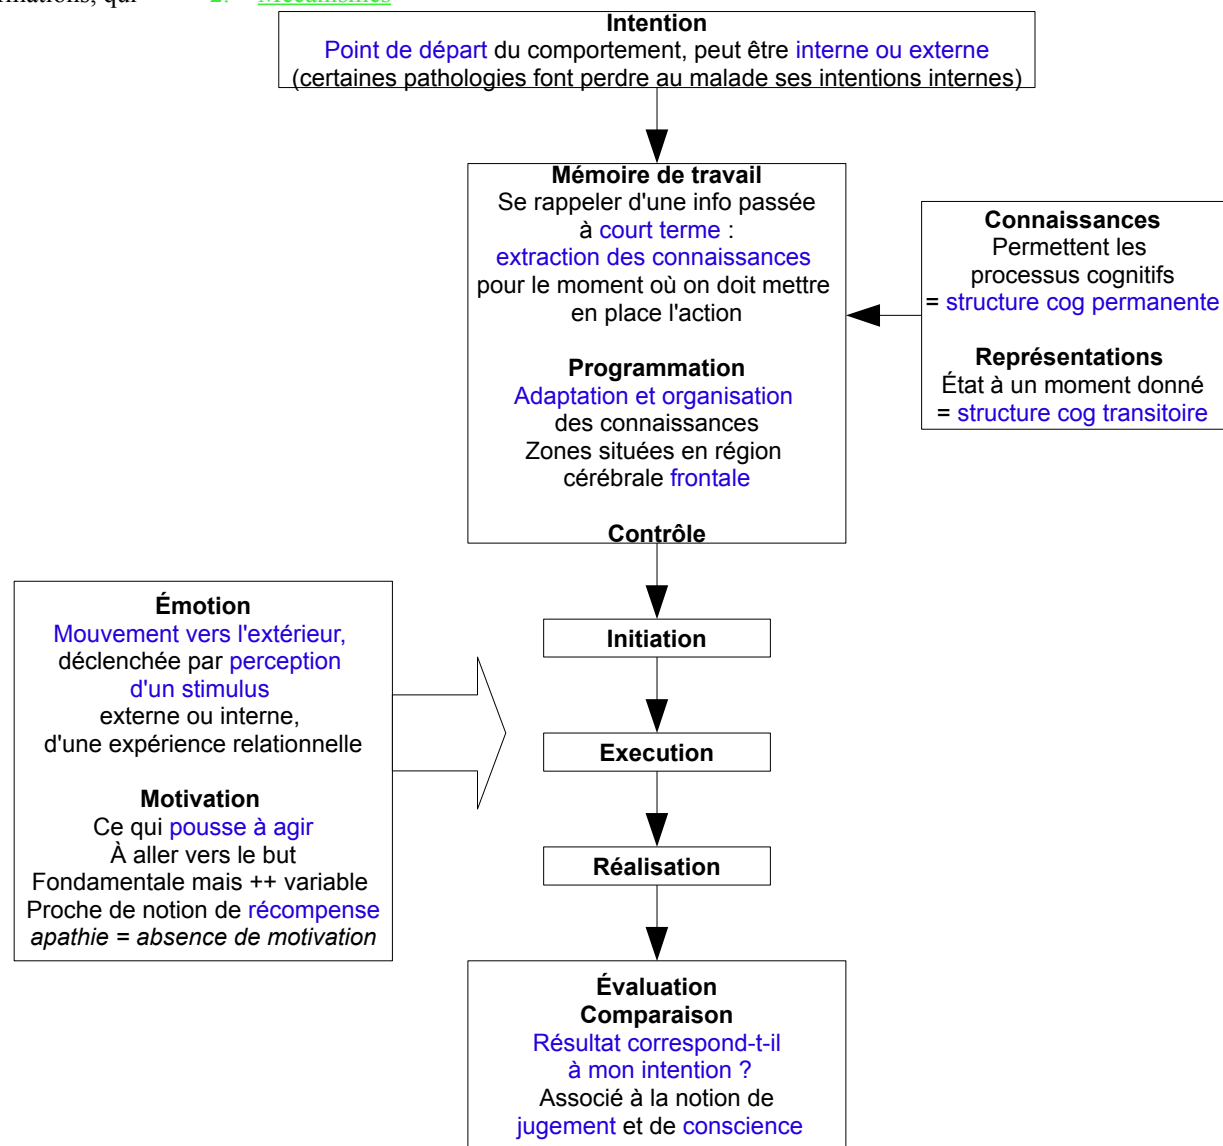 2. Mécanismes
Intention
Point de départ du comportement, peut être interne ou externe
(certaines pathologies font perdre au malade ses intentions internes)
Mémoire de travail
Se rappeler d'une info passée
à court terme :
extraction des connaissances
pour le moment où on doit mettre
en place l'action
Programmation
Adaptation et organisation
des connaissances
Zones situées en région
cérébrale frontale
Contrôle
Connaissances
Permettent les
processus cognitifs
= structure cog permanente
Représentations
État à un moment donné
= structure cog transitoire
Initiation
Execution
Réalisation
Émotion
Mouvement vers l'extérieur,
déclenchée par perception
d'un stimulus
externe ou interne,
d'une expérience relationnelle
Motivation
Ce qui pousse à agir
À aller vers le but
Fondamentale mais ++ variable
Proche de notion de récompense
apathie = absence de motivation
Évaluation
Comparaison
Résultat correspond-t-il
à mon intention ?
Associé à la notion de
jugement et de conscience